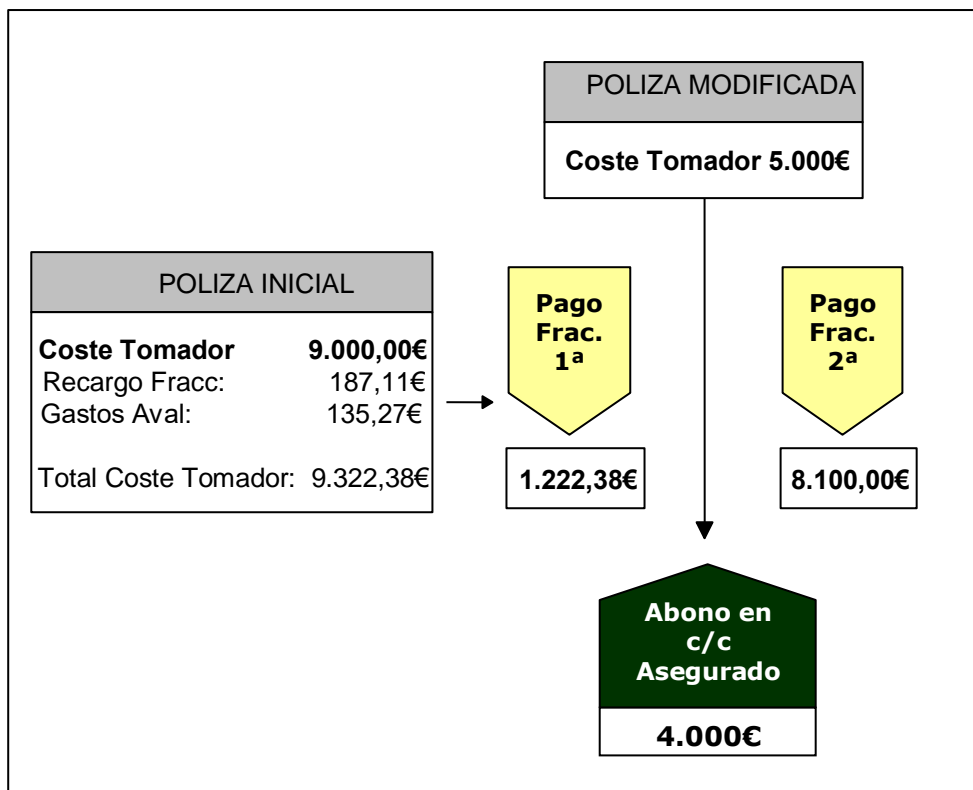 POLIZA MODIFICADA
Coste Tomador 5.000€
POLIZA INICIAL
Coste Tomador 9.000,00€
Recargo Fracc: 187,11€
Gastos Aval: 135,27€
Total Coste Tomador: 9.322,38€
Pago
Frac.
1ª
1.222,38€
Pago
Frac.
2ª
8.100,00€
Abono en
c/c
Asegurado
4.000€